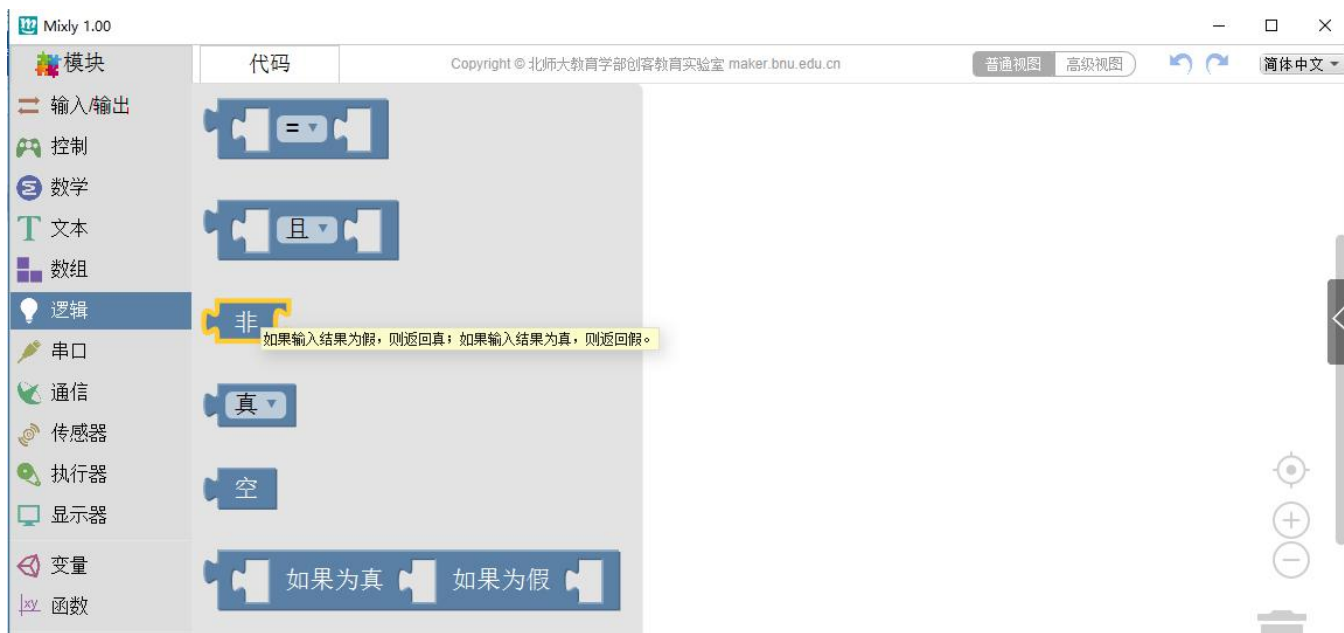 Mixly 1.00
模块
代码
Copyright © 北师大教育学部创客教育实验室 maker.bnu.edu.cn
普通视图
高级视图
简体中文
输入/输出
控制
数学
文本
数组
逻辑
串口
通信
传感器
执行器
显示器
变量
函数
=
且
非
如果输入结果为假，则返回真；如果输入结果为真，则返回假。
真
空
如果为真 如果为假